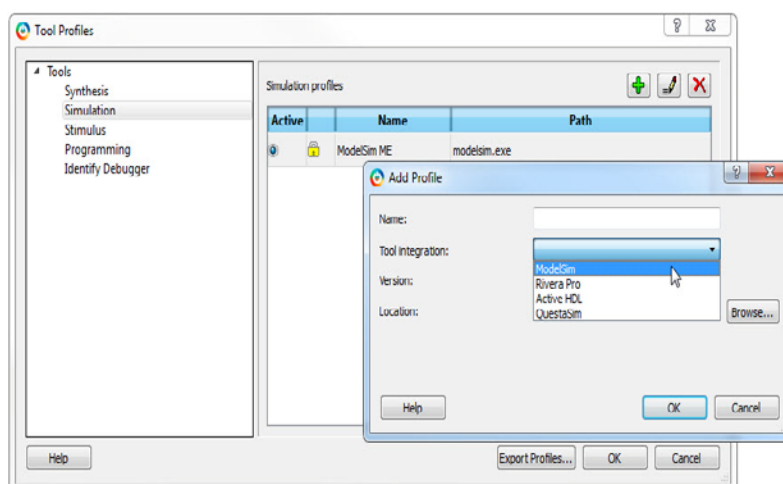 Tool Profiles
Tools
Synthesis
Simulation
Stimulus
Programming
Identify Debugger
Simulation profiles
Active Name Path
ModelSim ME modelsim.exe
Add Profile
Name:
Tool Integration:
ModelSim
Rivera Pro
Version:
Active HDL
Location:
QuestaSim
Browse...
Help OK Cancel
Help Export Profiles... OK Cancel